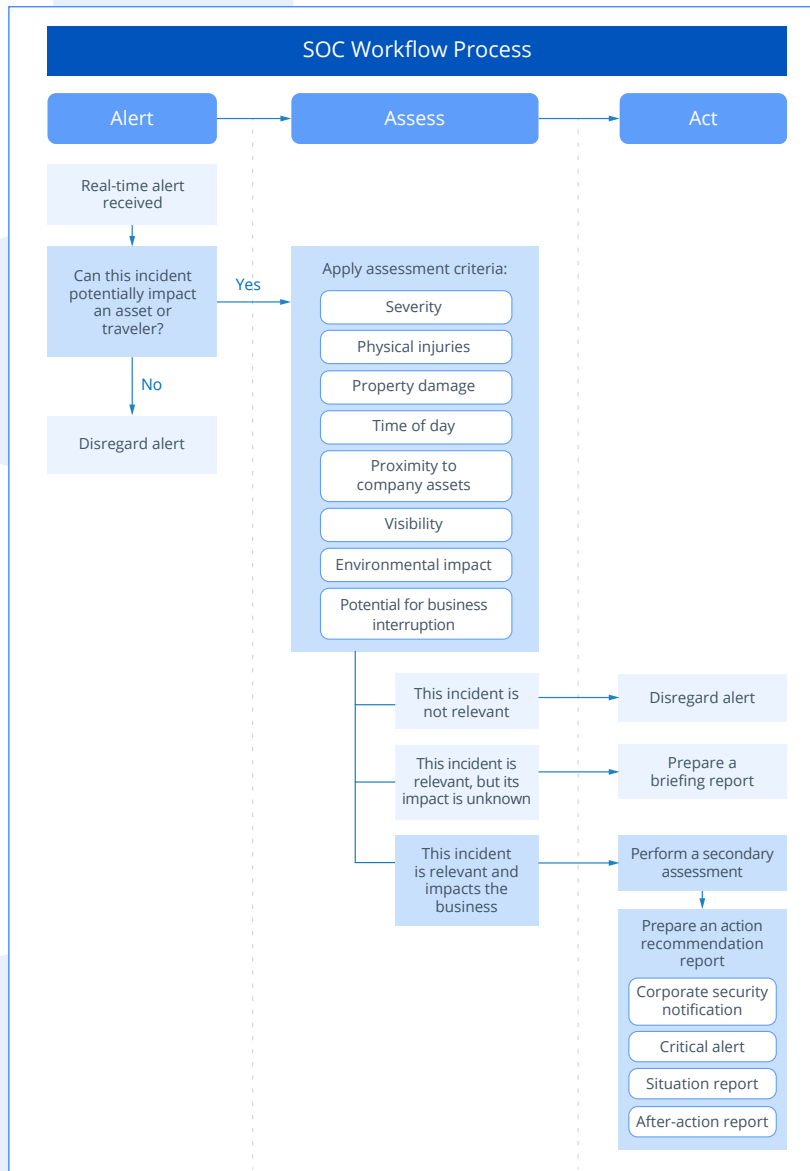 SOC Workflow Process
Alert
Assess
Act
Real-time alert
received
Can this incident
potentially impact
an asset or
traveler?
Yes
No
Disregard alert
Apply assessment criteria:
Severity
Physical injuries
Property damage
Time of day
Proximity to
company assets
Visibility
Environmental impact
Potential for business
interruption
This incident is
not relevant
Disregard alert
This incident is
relevant, but its
impact is unknown
Prepare a
briefing report
This incident
is relevant and
impacts the
business
Perform a secondary
assessment
Prepare an action
recommendation
report
Corporate security
notification
Critical alert
Situation report
After-action report